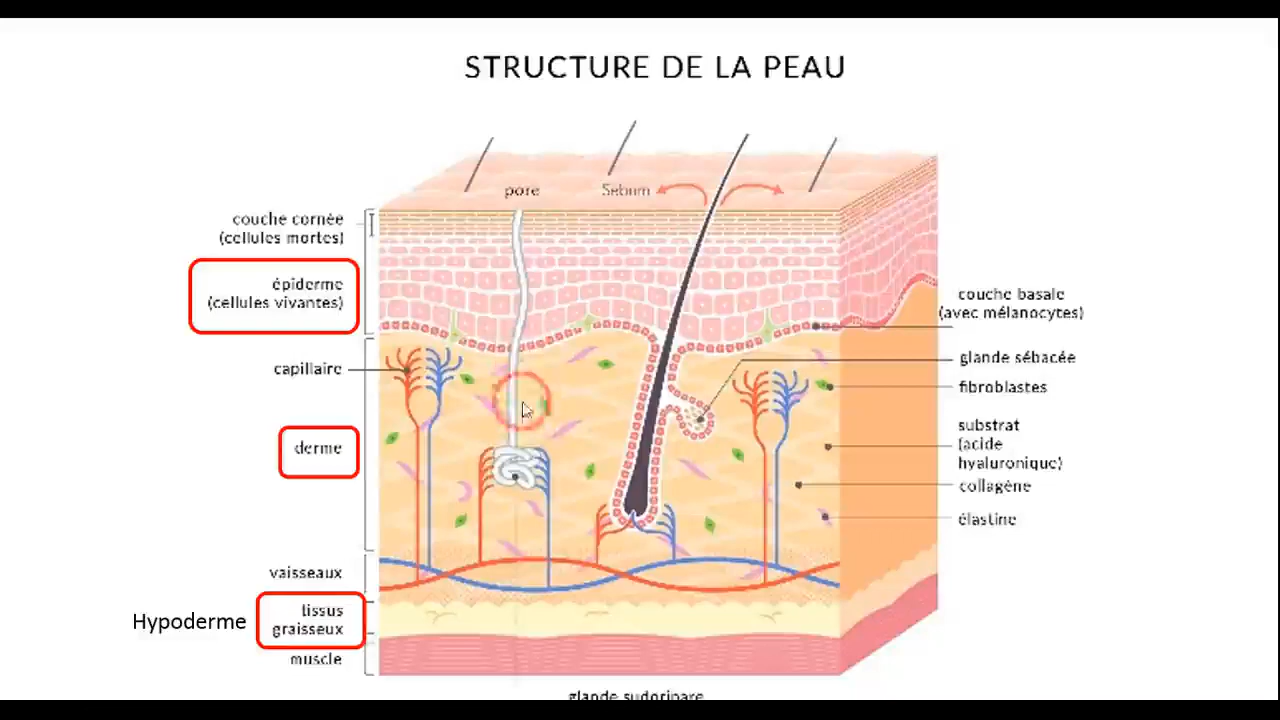 STRUCTURE DE LA PEAU
pore
Sebum
couche cornée
(cellules mortes)
épiderme
(cellules vivantes)
capillaire
derme
vaisseaux
Hypoderme
tissus
graisseux
muscle
couche basale
(avec mélanocytes)
glande sébacée
fibroblastes
substrat
(acide
hyaluronique)
collagène
élastine
glande sudoripare